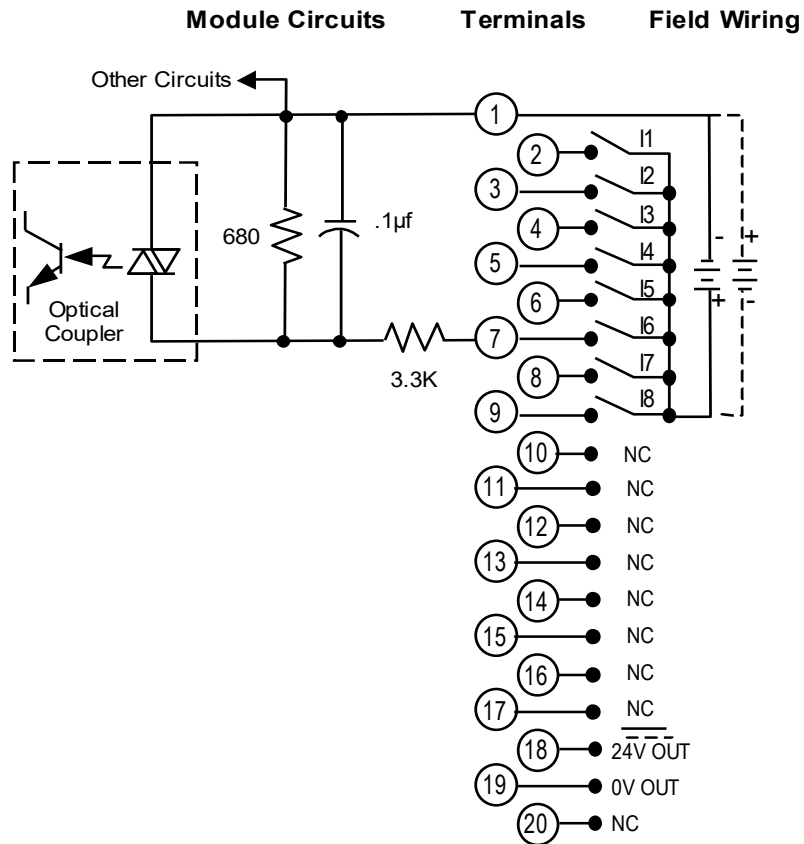 Module Circuits Terminals Field Wiring
Other Circuits
1
2 I1
3 I2
4 I3
680 .1µf
5 I4
- +
+ -
Optical
Coupler
6 I5
7 I6
3.3K
8 I7
9 I8
10 NC
11 NC
12 NC
13 NC
14 NC
15 NC
16 NC
17 NC
18 24V OUT
19 0V OUT
20 NC